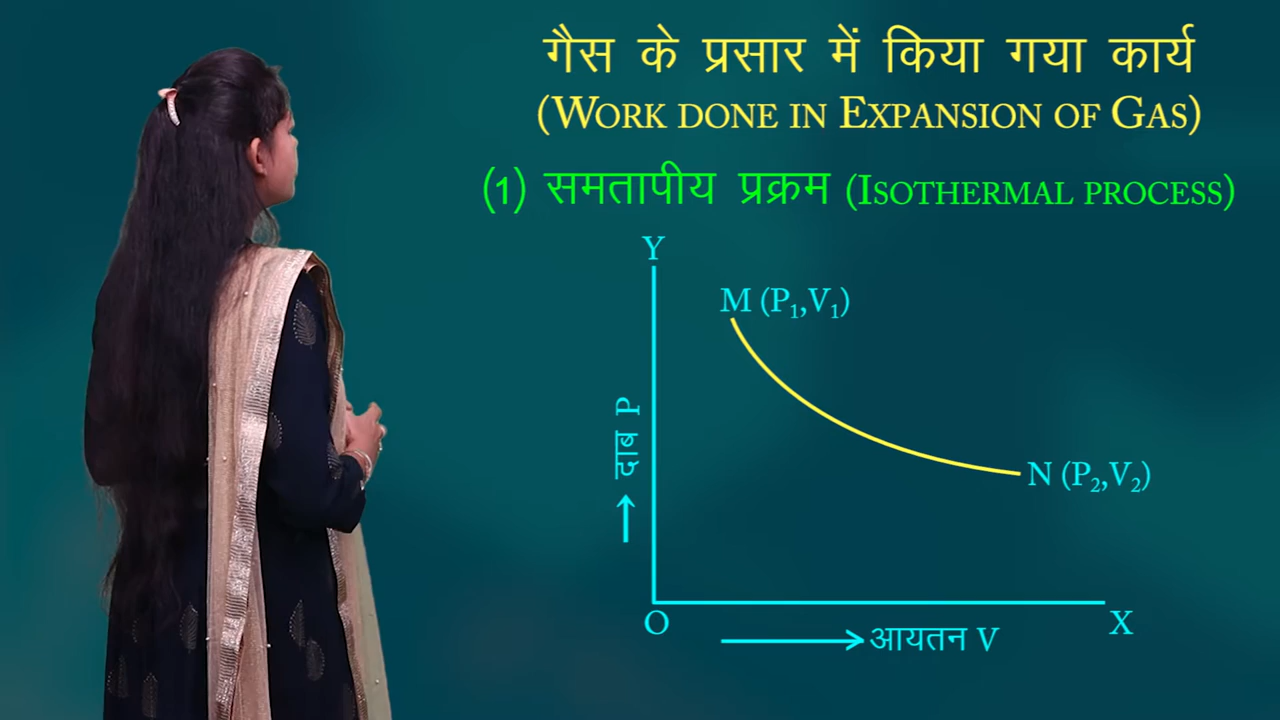 गैस के प्रसार में किया गया कार्य
(WORK DONE IN EXPANSION OF GAS)
(1) समतापीय प्रक्रम (ISOTHERMAL PROCESS)
Y
M (P₁,V₁)
→ दाब P
N (P₂,V₂)
O
X
→ आयतन V